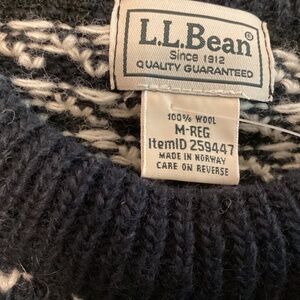 L.L.Bean®
Since 1912
QUALITY GUARANTEED
100% WOOL
M-REG
ItemID 259447
MADE IN NORWAY
CARE ON REVERSE